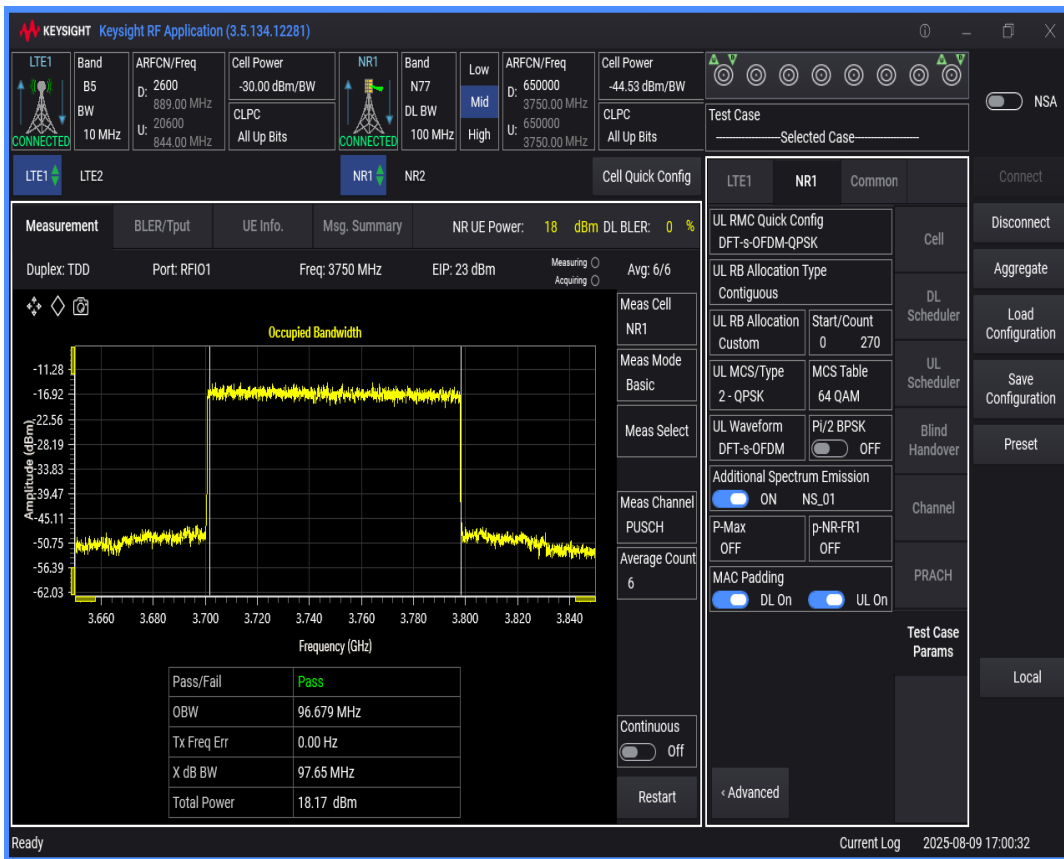 KEYSIGHT Keysight RF Application (3.5.134.12281)
LTE1
CONNECTED
Band
B5
BW
10 MHz
ARFCN/Freq
D: 2600
889.00 MHz
U: 20600
844.00 MHz
Cell Power
-30.00 dBm/BW
CLPC
All Up Bits
NR1
CONNECTED
Band
N77
DL BW
100 MHz
Low
Mid
High
ARFCN/Freq
D: 650000
3750.00 MHz
U: 650000
3750.00 MHz
Cell Power
-44.53 dBm/BW
CLPC
All Up Bits
Test Case
Selected Case
NSA
LTE1 LTE2
NR1 NR2
Cell Quick Config
Measurement BLER/Tput UE Info. Msg. Summary NR UE Power: 18 dBm DL BLER: 0 %
Duplex: TDD Port: RFIO1 Freq: 3750 MHz EIP: 23 dBm Measuring Avg: 6/6
Acquiring
Occupied Bandwidth
Amplitude (dBm)
-11.28
-16.92
-22.56
-28.19
-33.83
-39.47
-45.11
-50.75
-56.39
-62.03
3.660 3.680 3.700 3.720 3.740 3.760 3.780 3.800 3.820 3.840
Frequency (GHz)
Pass/Fail Pass
OBW 96.679 MHz
Tx Freq Err 0.00 Hz
X dB BW 97.65 MHz
Total Power 18.17 dBm
Meas Cell
NR1
Meas Mode
Basic
Meas Select
Meas Channel
PUSCH
Average Count
6
Continuous
Off
Restart
LTE1 NR1 Common
UL RMC Quick Config
DFT-s-OFDM-QPSK
UL RB Allocation Type
Contiguous
UL RB Allocation
Custom
Start/Count
0 270
UL MCS/Type
2 - QPSK
MCS Table
64 QAM
UL Waveform
DFT-s-OFDM
Pi/2 BPSK
OFF
Additional Spectrum Emission
ON NS_01
P-Max
OFF
p-NR-FR1
OFF
MAC Padding
DL On UL On
‹ Advanced
Cell
DL
Scheduler
UL
Scheduler
Blind
Handover
Channel
PRACH
Test Case
Params
Connect
Disconnect
Aggregate
Load
Configuration
Save
Configuration
Preset
Local
Ready
Current Log 2025-08-09 17:00:32